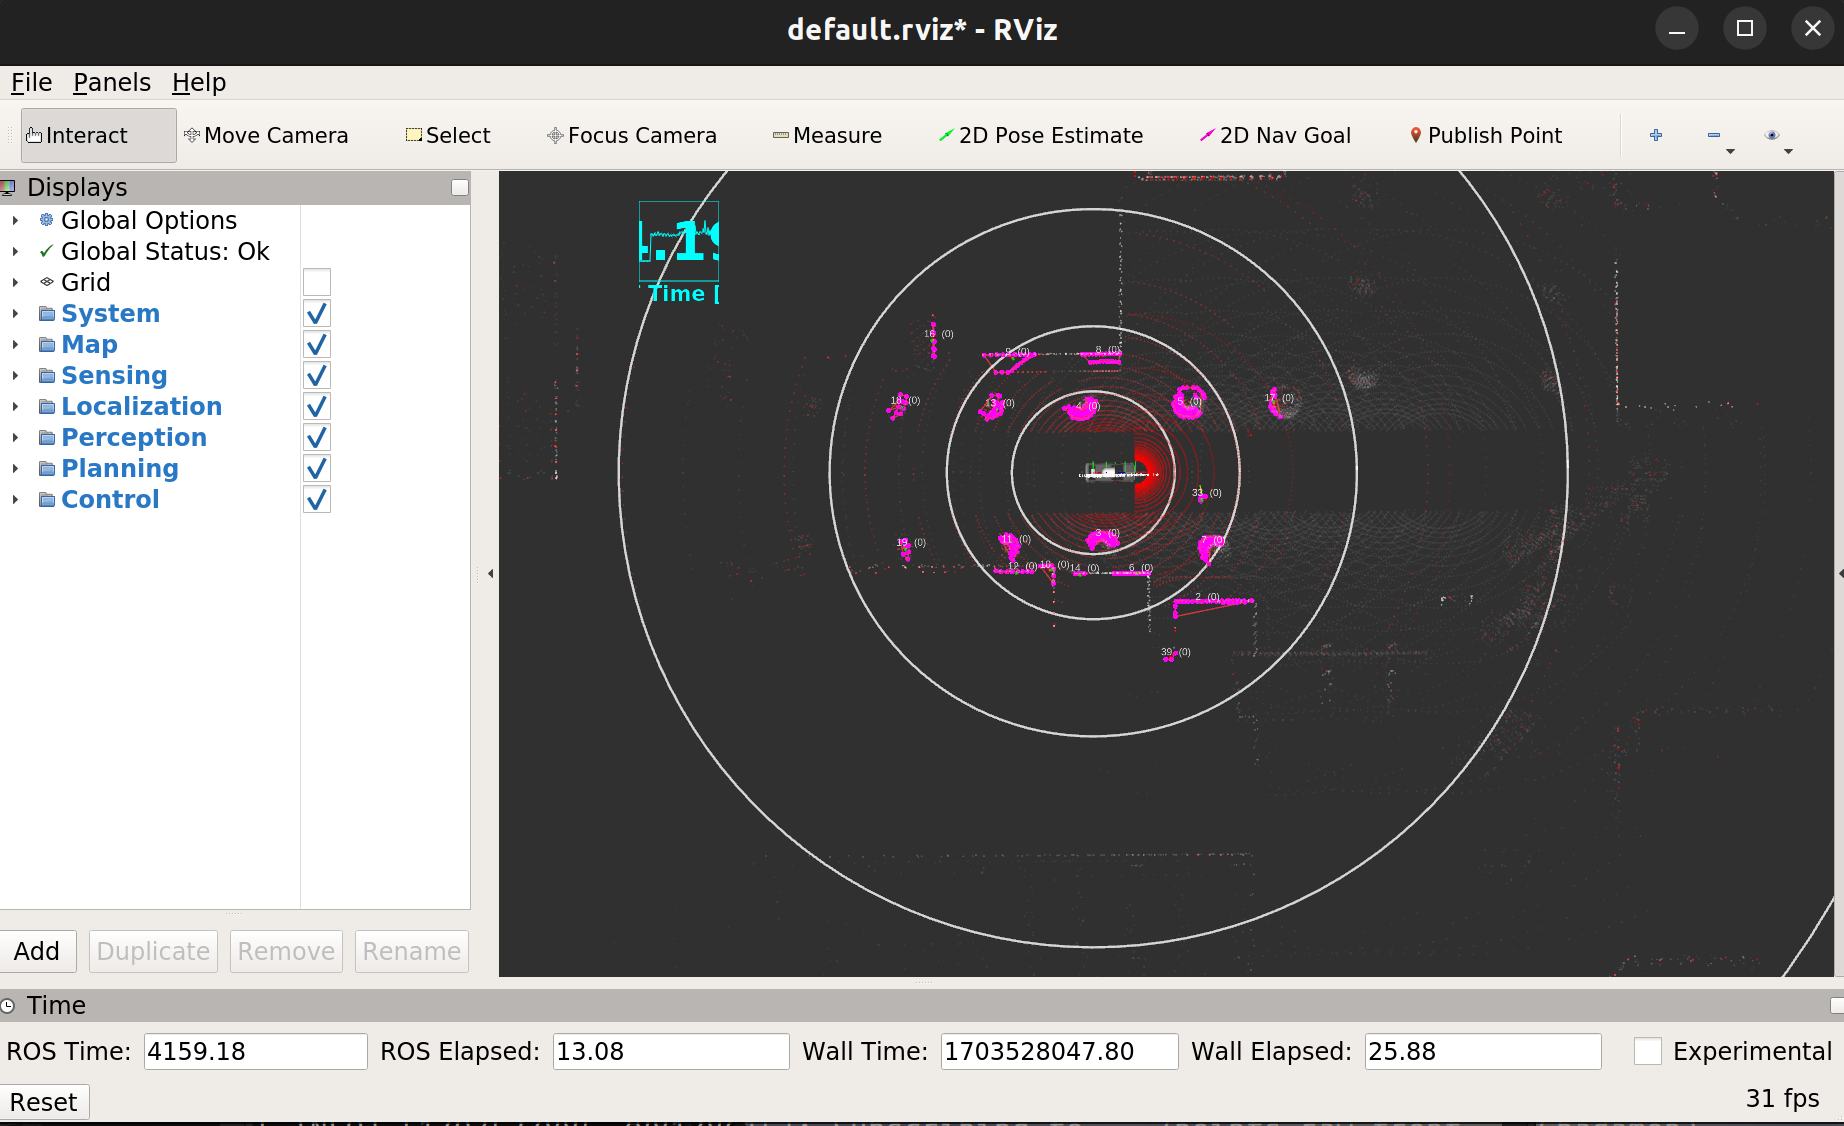 default.rviz* - RViz
File Panels Help
Interact Move Camera Select Focus Camera Measure 2D Pose Estimate 2D Nav Goal Publish Point
Displays
Global Options
Global Status: Ok
Grid
System
Map
Sensing
Localization
Perception
Planning
Control
Add Duplicate Remove Rename
.19
Time [
16 (0)
9 (0)
8 (0)
18 (0)
13 (0)
4 (0)
5 (0)
17 (0)
33 (0)
19 (0)
11 (0)
3 (0)
7 (0)
12 (0)
10 (0)
14 (0)
6 (0)
2 (0)
39 (0)
Time
ROS Time: 4159.18 ROS Elapsed: 13.08 Wall Time: 1703528047.80 Wall Elapsed: 25.88 Experimental
Reset 31 fps